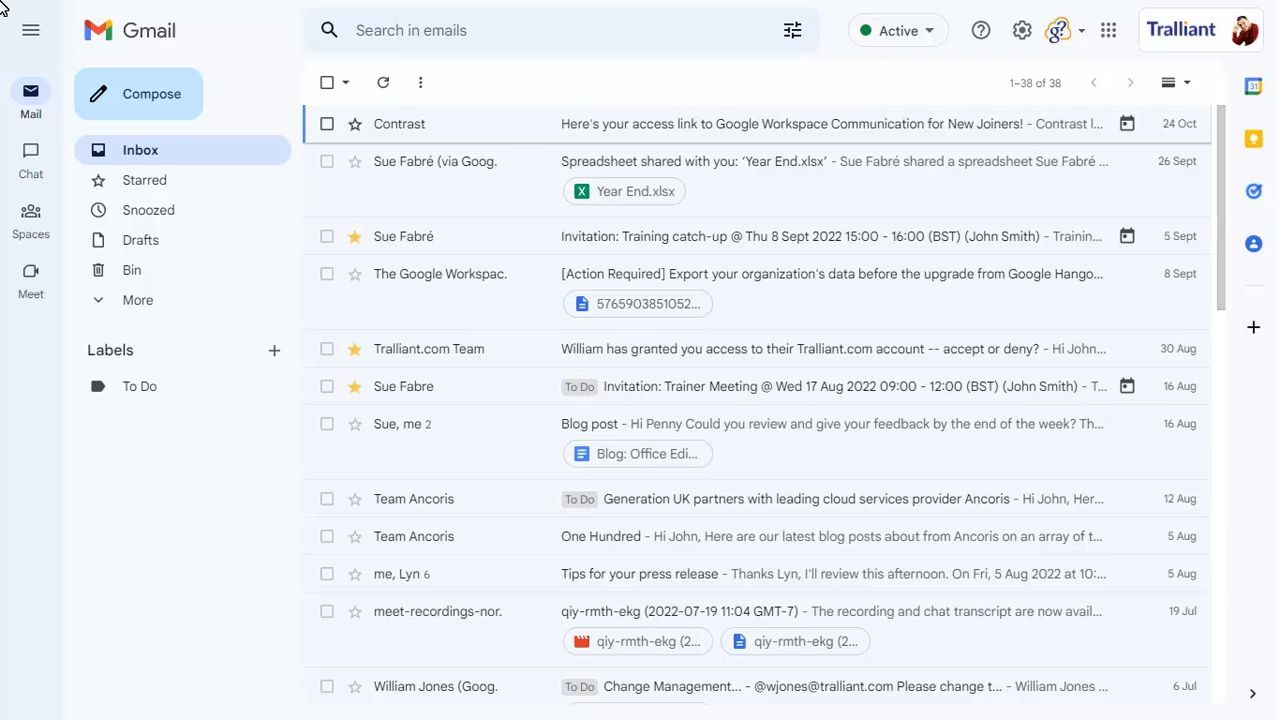 Gmail
Search in emails
Active
Tralliant
Mail
Chat
Spaces
Meet
Compose
Inbox
Starred
Snoozed
Drafts
Bin
More
Labels
To Do
1–38 of 38
Contrast Here's your access link to Google Workspace Communication for New Joiners! - Contrast l... 24 Oct
Sue Fabré (via Goog. Spreadsheet shared with you: ‘Year End.xlsx’ - Sue Fabré shared a spreadsheet Sue Fabré ... 26 Sept
Year End.xlsx
Sue Fabré Invitation: Training catch-up @ Thu 8 Sept 2022 15:00 - 16:00 (BST) (John Smith) - Trainin... 5 Sept
The Google Workspac. [Action Required] Export your organization's data before the upgrade from Google Hango... 8 Sept
5765903851052...
Tralliant.com Team William has granted you access to their Tralliant.com account -- accept or deny? - Hi John,... 30 Aug
Sue Fabre To Do Invitation: Trainer Meeting @ Wed 17 Aug 2022 09:00 - 12:00 (BST) (John Smith) - T... 16 Aug
Sue, me 2 Blog post - Hi Penny Could you review and give your feedback by the end of the week? Th... 16 Aug
Blog: Office Edi...
Team Ancoris To Do Generation UK partners with leading cloud services provider Ancoris - Hi John, Her... 12 Aug
Team Ancoris One Hundred - Hi John, Here are our latest blog posts about from Ancoris on an array of t... 5 Aug
me, Lyn 6 Tips for your press release - Thanks Lyn, I'll review this afternoon. On Fri, 5 Aug 2022 at 10:... 5 Aug
meet-recordings-nor. qiy-rmth-ekg (2022-07-19 11:04 GMT-7) - The recording and chat transcript are now avail... 19 Jul
qiy-rmth-ekg (2... qiy-rmth-ekg (2...
William Jones (Goog. To Do Change Management... - @wjones@tralliant.com Please change t... - William Jones ... 6 Jul